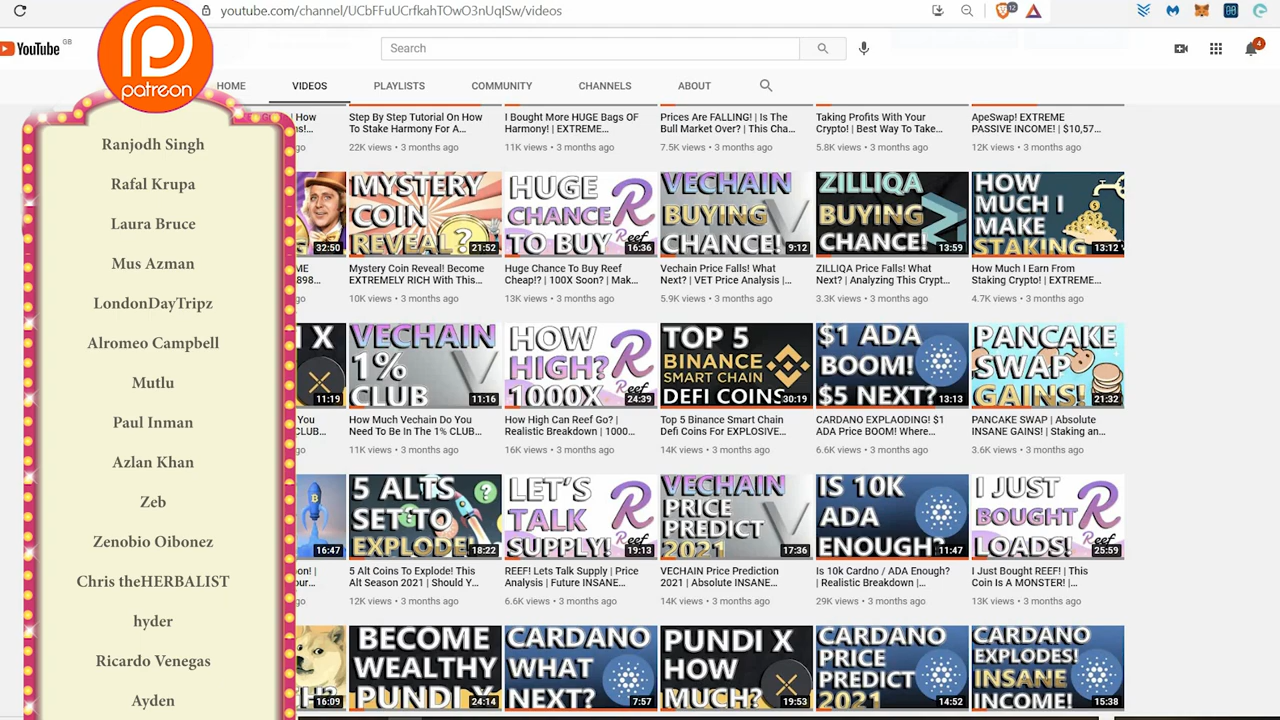 youtube.com/channel/UCbFFuUCrfkahTOwO3nUqlSw/videos
12
YouTube GB
Search
4
patreon
HOME
VIDEOS
PLAYLISTS
COMMUNITY
CHANNELS
ABOUT
Ranjodh Singh
Rafal Krupa
Laura Bruce
Mus Azman
LondonDayTripz
Alromeo Campbell
Mutlu
Paul Inman
Azlan Khan
Zeb
Zenobio Oibonez
Chris theHERBALIST
hyder
Ricardo Venegas
Ayden
How
Step By Step Tutorial On How
To Stake Harmony For A...
22K views • 3 months ago
I Bought More HUGE Bags OF
Harmony! | EXTREME...
11K views • 3 months ago
Prices Are FALLING! | Is The
Bull Market Over? | This Cha...
7.5K views • 3 months ago
Taking Profits With Your
Crypto! | Best Way To Take...
5.8K views • 3 months ago
ApeSwap! EXTREME
PASSIVE INCOME! | $10,57...
12K views • 3 months ago
32:50
898...
MYSTERY
COIN
REVEAL
?
21:52
Mystery Coin Reveal! Become
EXTREMELY RICH With This...
10K views • 3 months ago
HUGE
CHANCE
TO BUY
Reef
16:36
Huge Chance To Buy Reef
Cheap!? | 100X Soon? | Mak...
13K views • 3 months ago
VECHAIN
BUYING
CHANCE!
9:12
Vechain Price Falls! What
Next? | VET Price Analysis |...
5.9K views • 3 months ago
ZILLIQA
BUYING
CHANCE!
13:59
ZILLIQA Price Falls! What
Next? | Analyzing This Crypt...
3.3K views • 3 months ago
HOW
MUCH I
MAKE
STAKING
13:12
How Much I Earn From
Staking Crypto! | EXTREME...
4.7K views • 3 months ago
I X
11:19
You
CLUB...
VECHAIN
1%
CLUB
11:16
How Much Vechain Do You
Need To Be In The 1% CLUB...
11K views • 3 months ago
HOW
HIGH?
1000X
Reef
24:39
How High Can Reef Go? |
Realistic Breakdown | 1000...
16K views • 3 months ago
TOP 5
BINANCE
SMART CHAIN
DEFI COINS
30:19
Top 5 Binance Smart Chain
Defi Coins For EXPLOSIVE...
14K views • 3 months ago
$1 ADA
BOOM!
$5 NEXT?
13:13
CARDANO EXPLAODING! $1
ADA Price BOOM! Where...
6.6K views • 3 months ago
PANCAKE
SWAP
GAINS!
21:32
PANCAKE SWAP | Absolute
INSANE GAINS! | Staking an...
3.6K views • 3 months ago
16:47
5 ALTS
SET TO
EXPLODE!
?
18:22
5 Alt Coins To Explode! This
Alt Season 2021 | Should Y...
12K views • 3 months ago
LET'S
TALK
SUPPLY!
Reef
19:13
REEF! Lets Talk Supply | Price
Analysis | Future INSANE...
6.6K views • 3 months ago
VECHAIN
PRICE
PREDICT
2021
17:36
VECHAIN Price Prediction
2021 | Absolute INSANE...
14K views • 3 months ago
IS 10K
ADA
ENOUGH?
11:47
Is 10k Cardno / ADA Enough?
| Realistic Breakdown |...
29K views • 3 months ago
I JUST
BOUGHT
LOADS!
Reef
25:59
I Just Bought REEF! | This
Coin Is A MONSTER! |...
13K views • 3 months ago
16:09
BECOME
WEALTHY
PUNDI X
24:14
CARDANO
WHAT
NEXT?
7:57
PUNDI X
HOW
MUCH?
19:53
CARDANO
PRICE
PREDICT
2021
14:52
CARDANO
EXPLODES!
INSANE
INCOME!
15:38